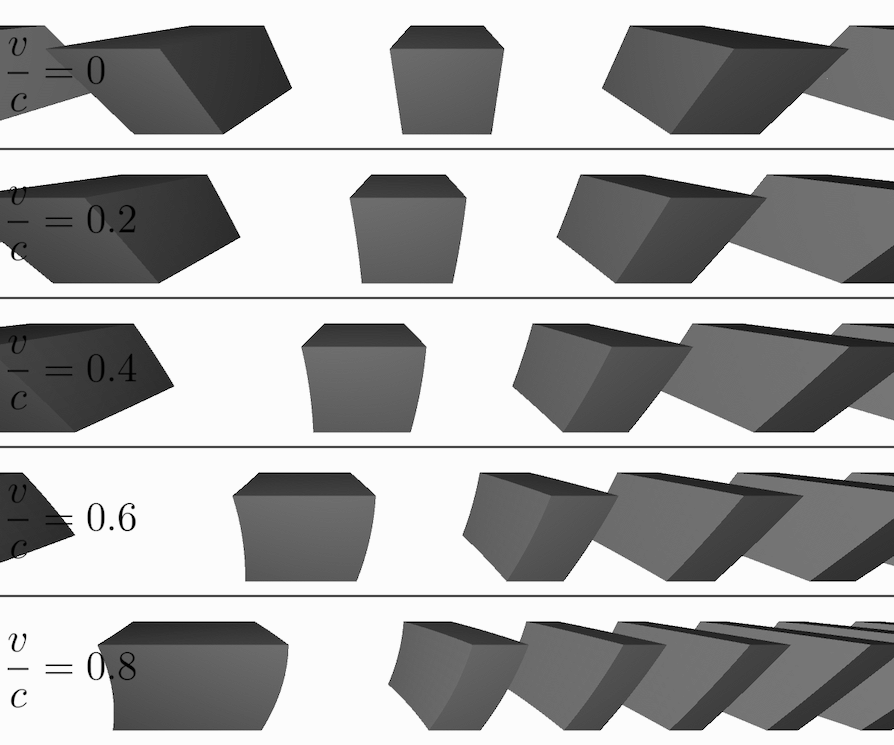 v/c = 0
v/c = 0.2
v/c = 0.4
v/c = 0.6
v/c = 0.8